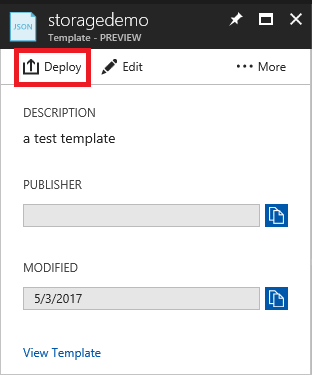 JSON
storagedemo
Template - PREVIEW
Deploy Edit ··· More
DESCRIPTION
a test template
PUBLISHER
MODIFIED
5/3/2017
View Template